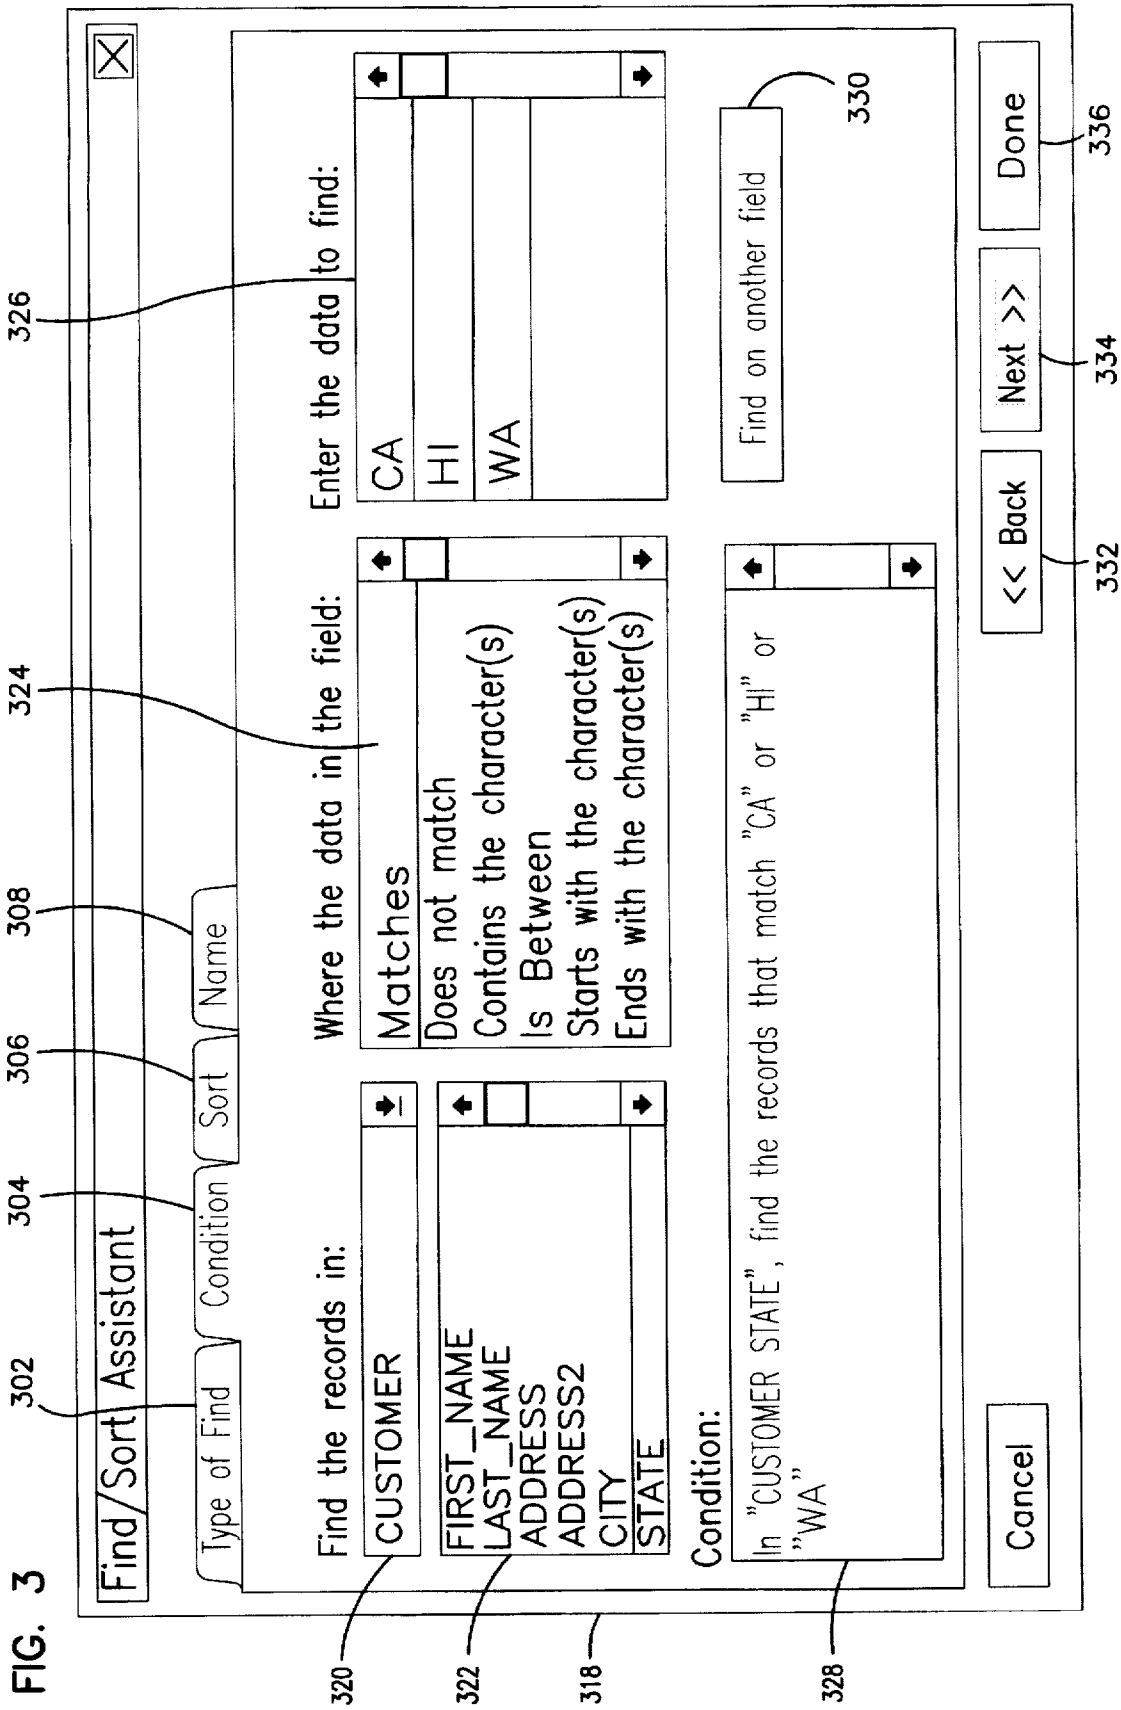 FIG. 3
302
304
306
308
324
326
Find/Sort Assistant
Type of Find
Condition
Sort
Name
Find the records in:
Where the data in the field:
Enter the data to find:
320
CUSTOMER
322
FIRST_NAME
LAST_NAME
ADDRESS
ADDRESS2
CITY
STATE
Matches
Does not match
Contains the character(s)
Is Between
Starts with the character(s)
Ends with the character(s)
CA
HI
WA
318
Condition:
Find on another field
330
328
In "CUSTOMER STATE", find the records that match "CA" or "HI" or
"WA"
Cancel
<< Back
Next >>
Done
332
334
336